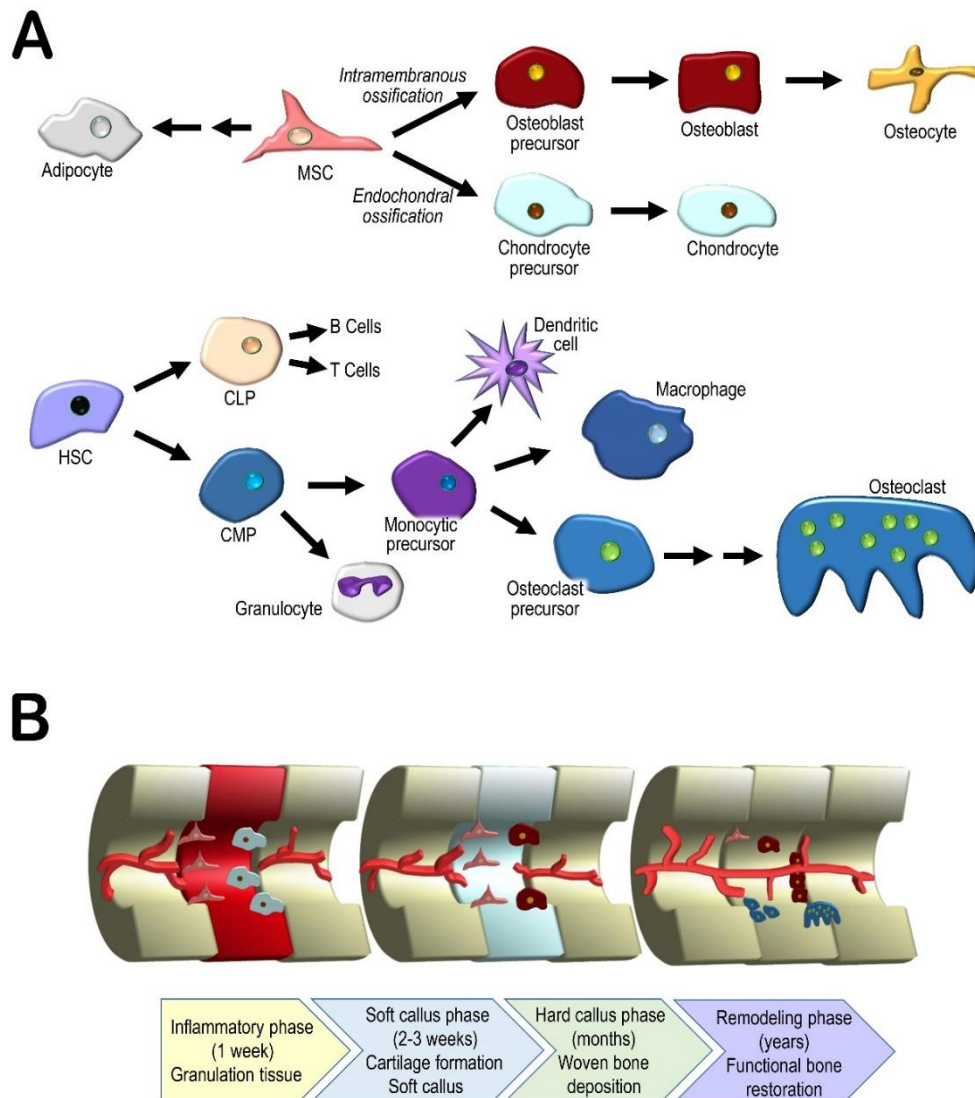 A
Intramembranous
ossification
Osteoblast
precursor
Osteoblast
Osteocyte
Adipocyte
MSC
Endochondral
ossification
Chondrocyte
precursor
Chondrocyte
B Cells
T Cells
CLP
HSC
Dendritic
cell
Macrophage
CMP
Monocytic
precursor
Osteoclast
Granulocyte
Osteoclast
precursor
B
Inflammatory phase
(1 week)
Granulation tissue
Soft callus phase
(2-3 weeks)
Cartilage formation
Soft callus
Hard callus phase
(months)
Woven bone
deposition
Remodeling phase
(years)
Functional bone
restoration